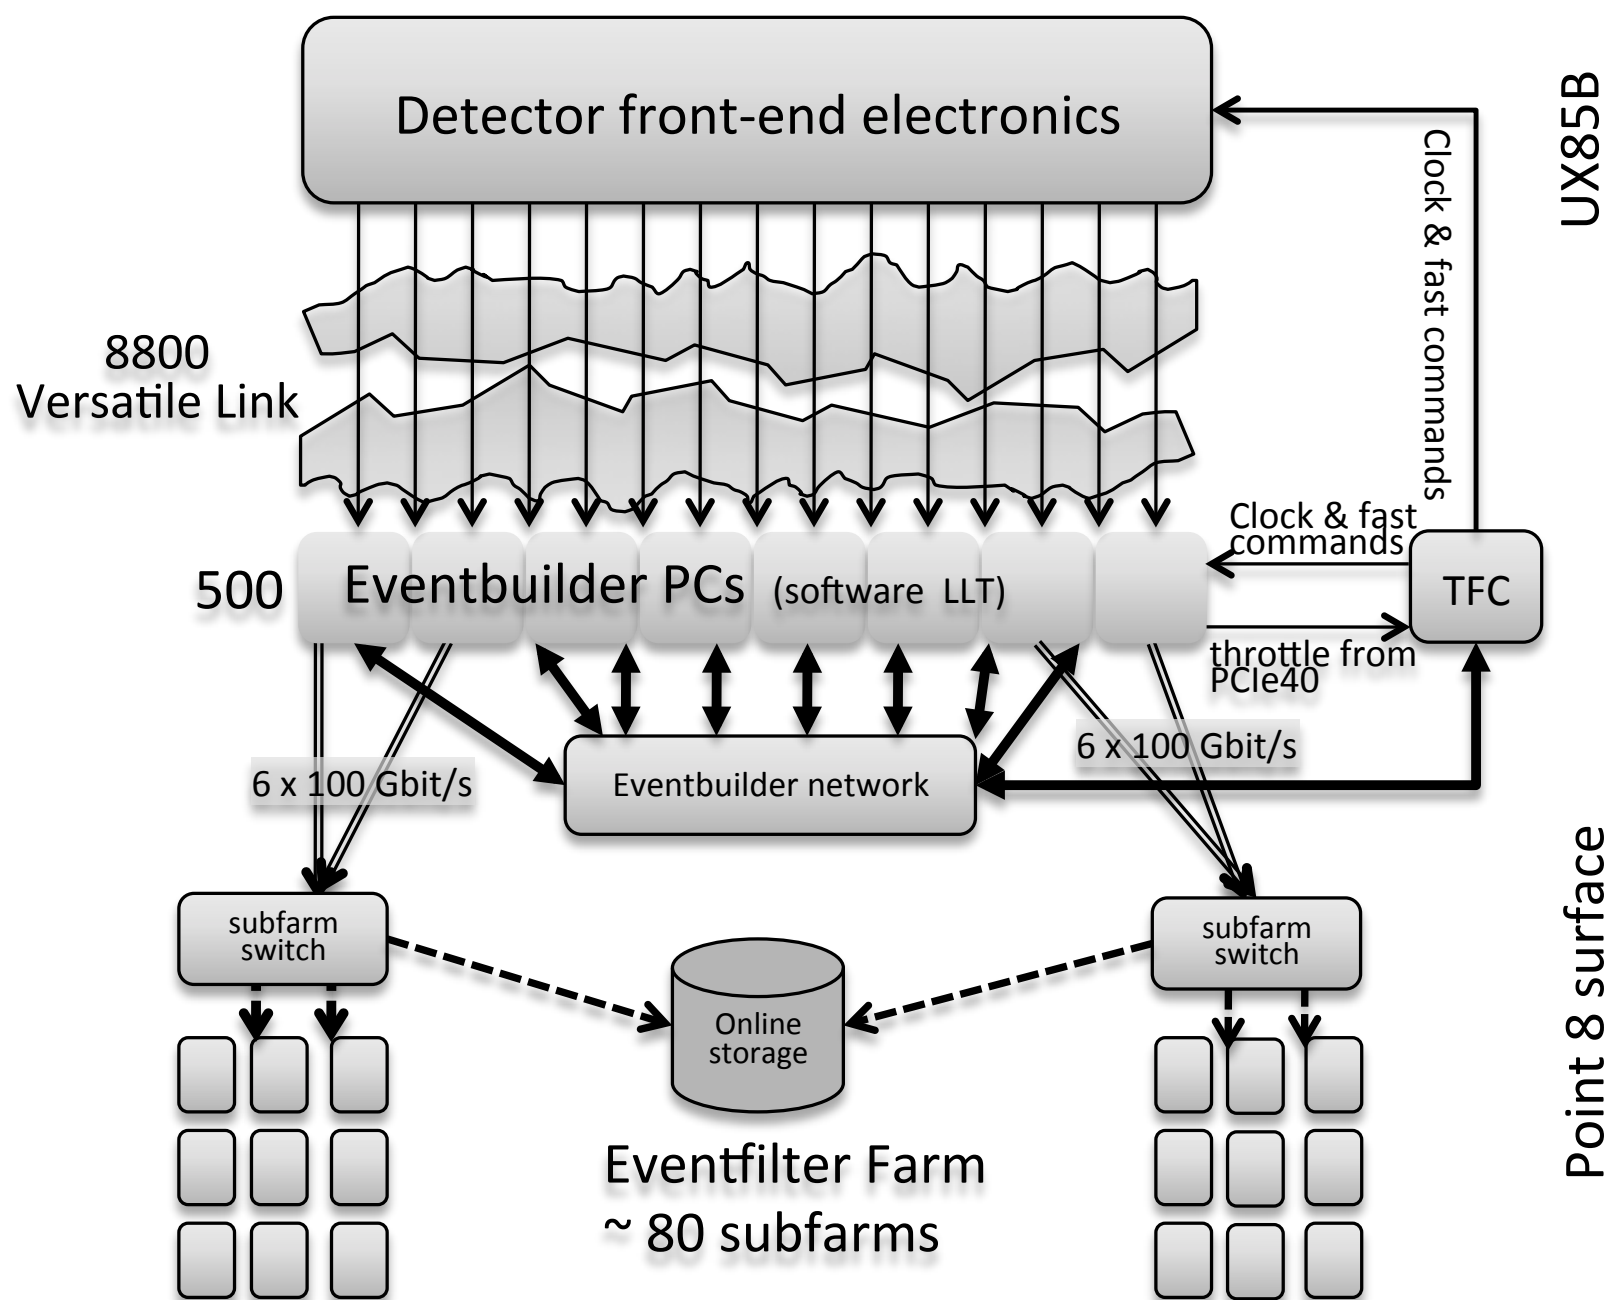 Detector front-end electronics
UX85B
Clock & fast commands
8800
Versatile Link
Clock & fast
commands
500
Eventbuilder PCs (software LLT)
TFC
throttle from
PCIe40
6 x 100 Gbit/s
6 x 100 Gbit/s
Eventbuilder network
subfarm
switch
subfarm
switch
Online
storage
Point 8 surface
Eventfilter Farm
~ 80 subfarms